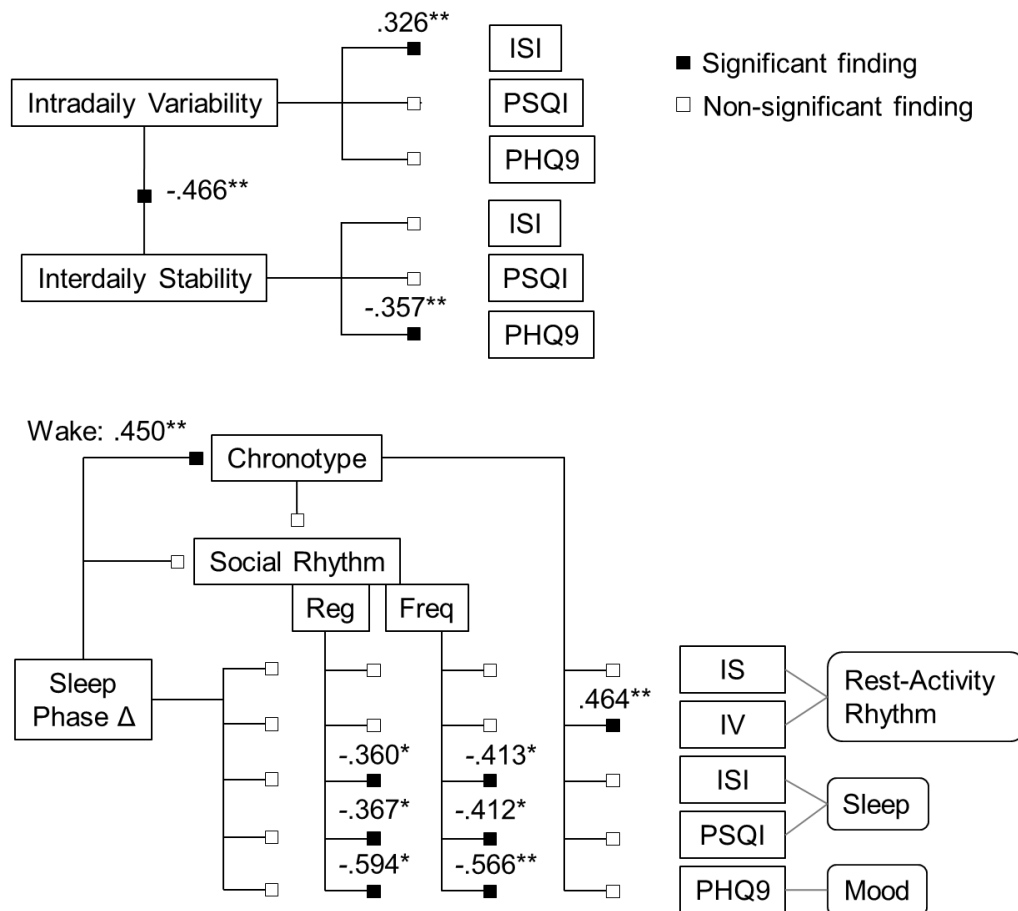 .326**
ISI
Significant finding
Intradaily Variability
PSQI
Non-significant finding
PHQ9
-.466**
ISI
Interdaily Stability
PSQI
-.357**
PHQ9
Wake: .450**
Chronotype
Social Rhythm
Reg
Freq
Sleep
Phase Δ
IS
Rest-Activity
Rhythm
.464**
IV
-.360*
-.413*
ISI
Sleep
-.367*
-.412*
PSQI
-.594*
-.566**
PHQ9
Mood